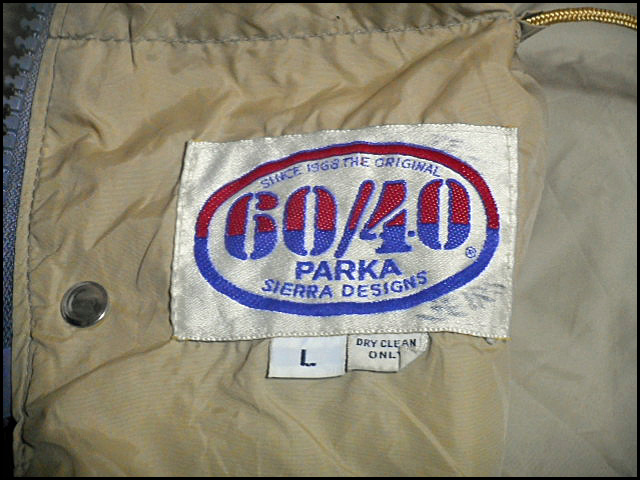 SINCE 1968 THE ORIGINAL
60/40
PARKA
®
SIERRA DESIGNS
L
DRY CLEAN
ONLY